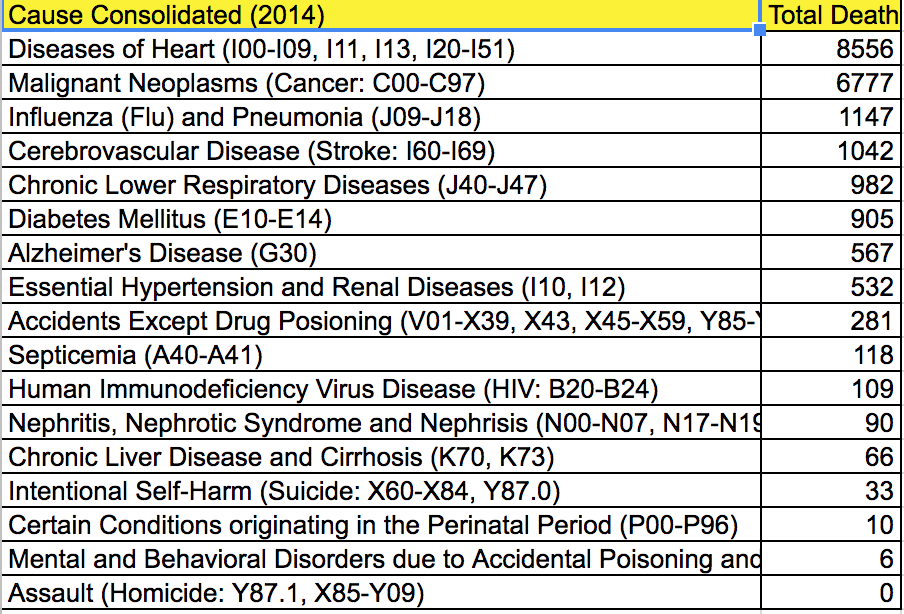 Cause Consolidated (2014) Total Death
Diseases of Heart (I00-I09, I11, I13, I20-I51) 8556
Malignant Neoplasms (Cancer: C00-C97) 6777
Influenza (Flu) and Pneumonia (J09-J18) 1147
Cerebrovascular Disease (Stroke: I60-I69) 1042
Chronic Lower Respiratory Diseases (J40-J47) 982
Diabetes Mellitus (E10-E14) 905
Alzheimer's Disease (G30) 567
Essential Hypertension and Renal Diseases (I10, I12) 532
Accidents Except Drug Posioning (V01-X39, X43, X45-X59, Y85- 281
Septicemia (A40-A41) 118
Human Immunodeficiency Virus Disease (HIV: B20-B24) 109
Nephritis, Nephrotic Syndrome and Nephrisis (N00-N07, N17-N19 90
Chronic Liver Disease and Cirrhosis (K70, K73) 66
Intentional Self-Harm (Suicide: X60-X84, Y87.0) 33
Certain Conditions originating in the Perinatal Period (P00-P96) 10
Mental and Behavioral Disorders due to Accidental Poisoning and 6
Assault (Homicide: Y87.1, X85-Y09) 0